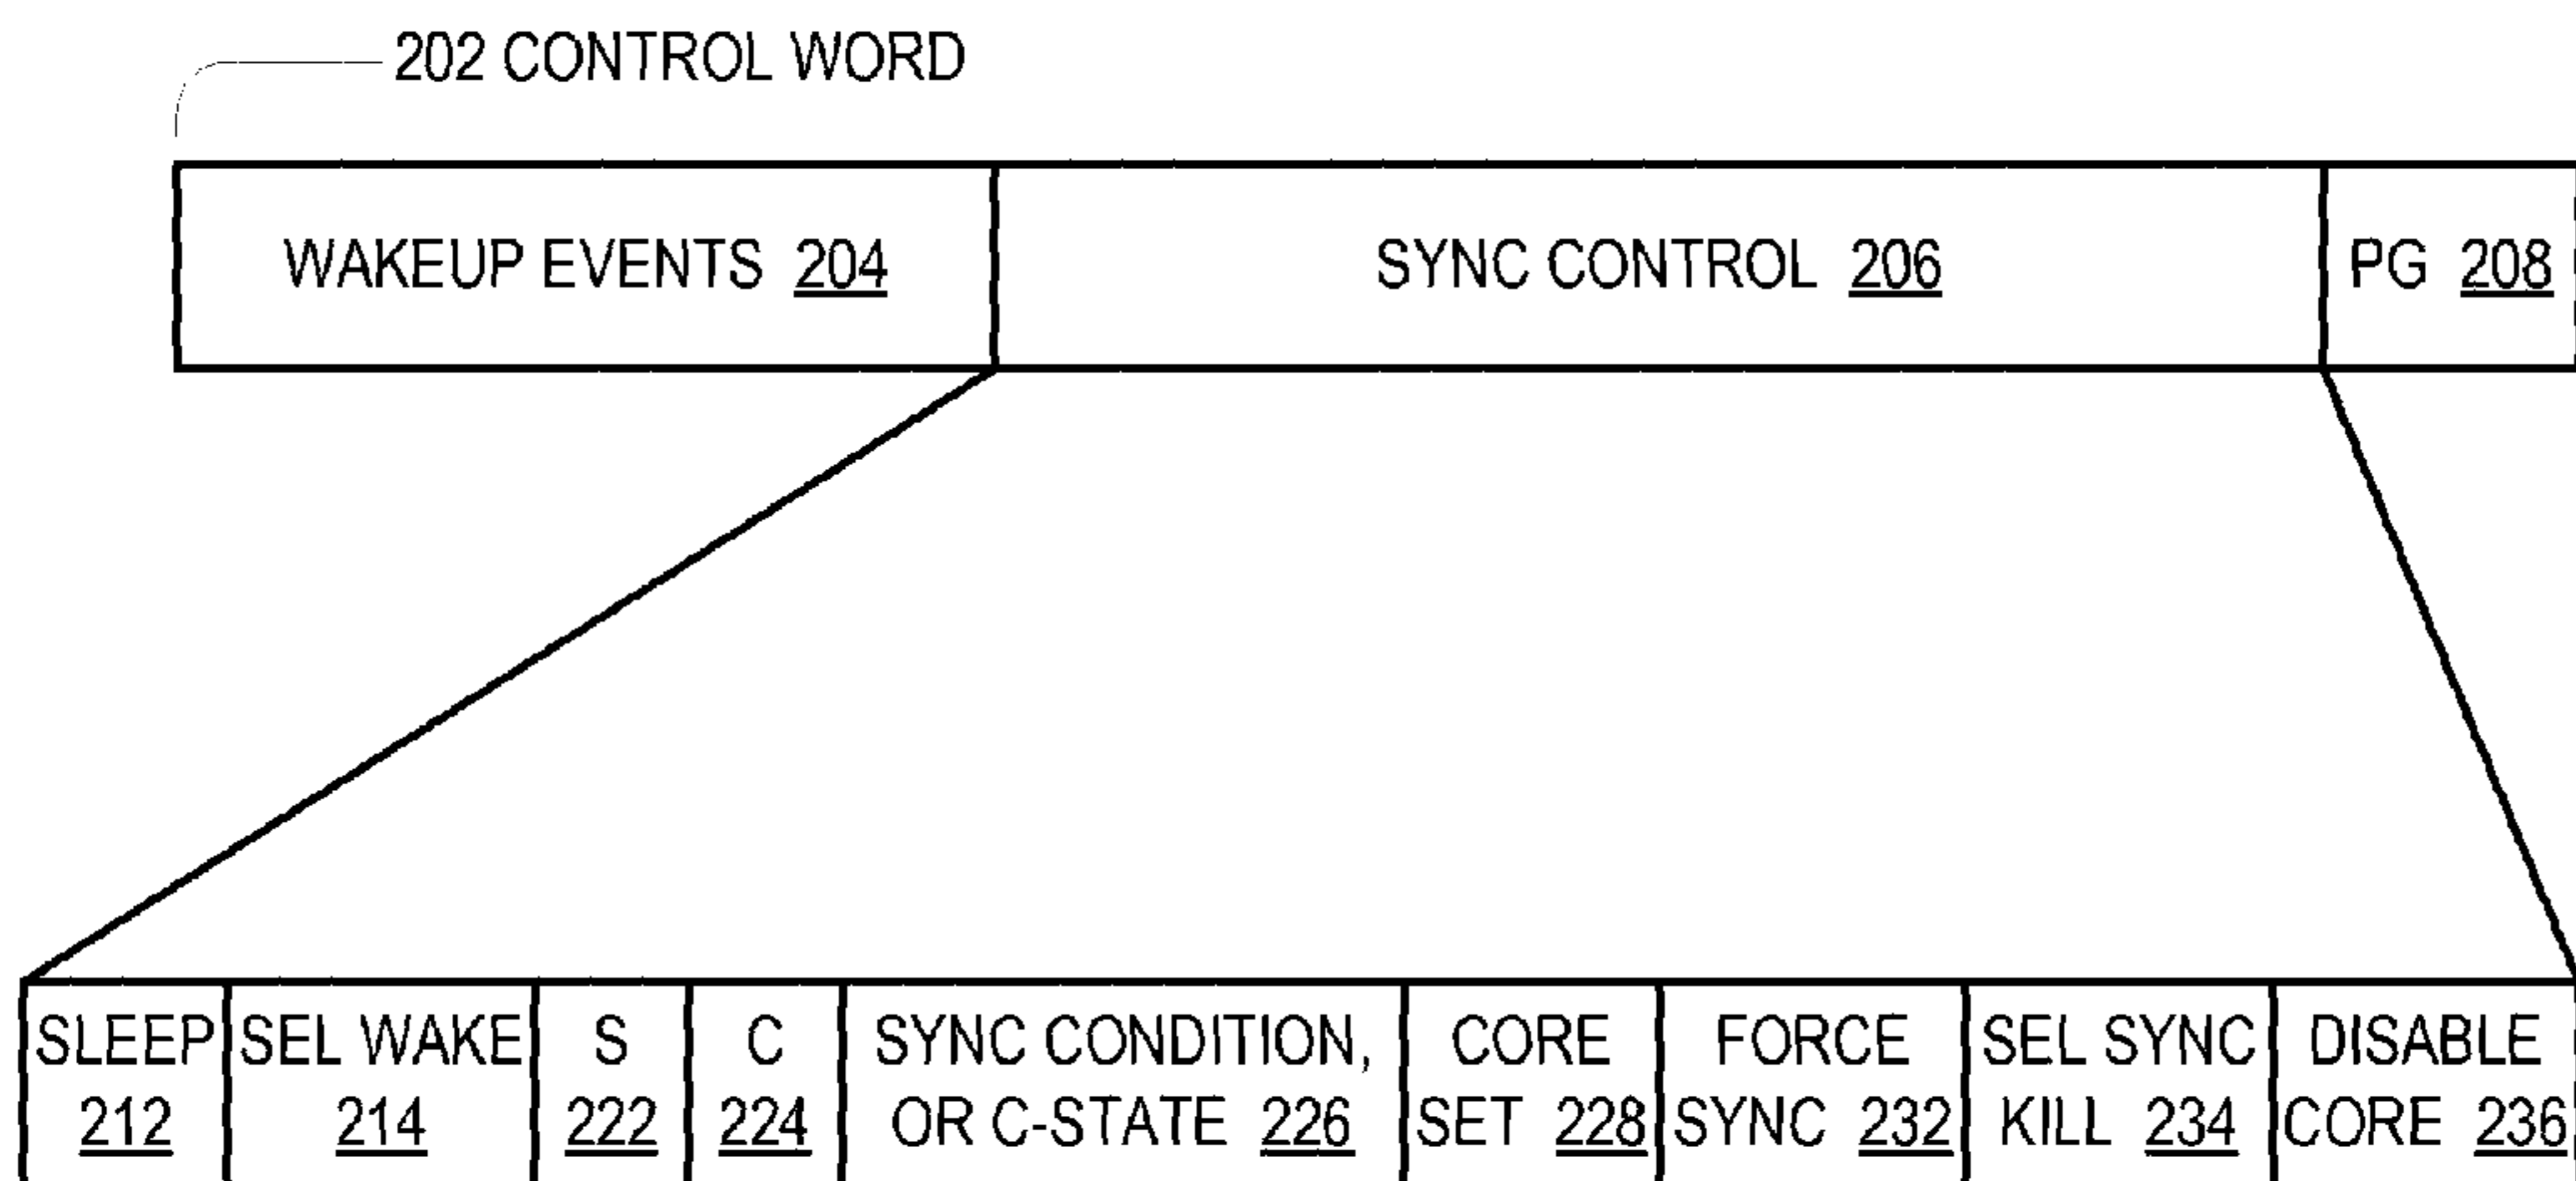 202 CONTROL WORD
WAKEUP EVENTS 204 SYNC CONTROL 206 PG 208
SLEEP SEL WAKE S C SYNC CONDITION, CORE FORCE SEL SYNC DISABLE
212 214 222 224 OR C-STATE 226 SET 228 SYNC 232 KILL 234 CORE 236